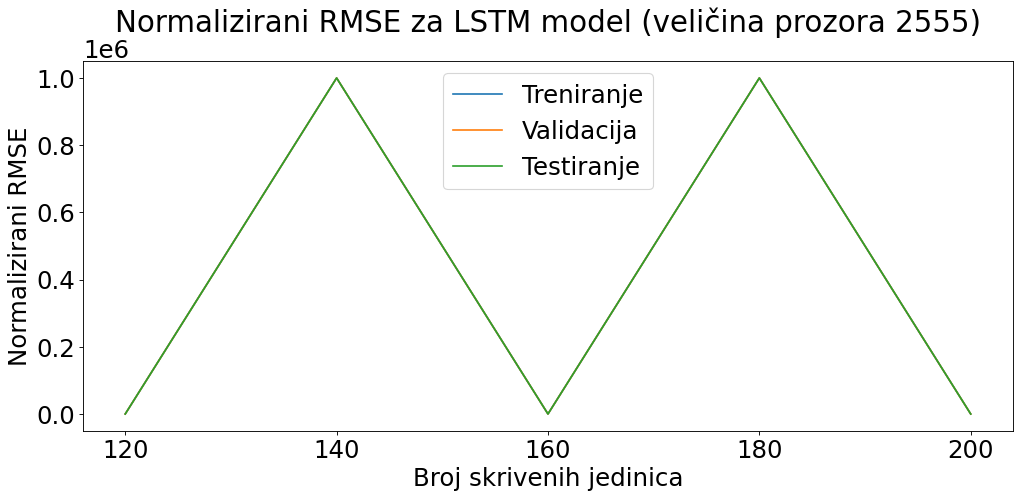 Normalizirani RMSE za LSTM model (veličina prozora 2555)
1e6
1.0
0.8
0.6
0.4
0.2
0.0
Normalizirani RMSE
Treniranje
Validacija
Testiranje
120 140 160 180 200
Broj skrivenih jedinica